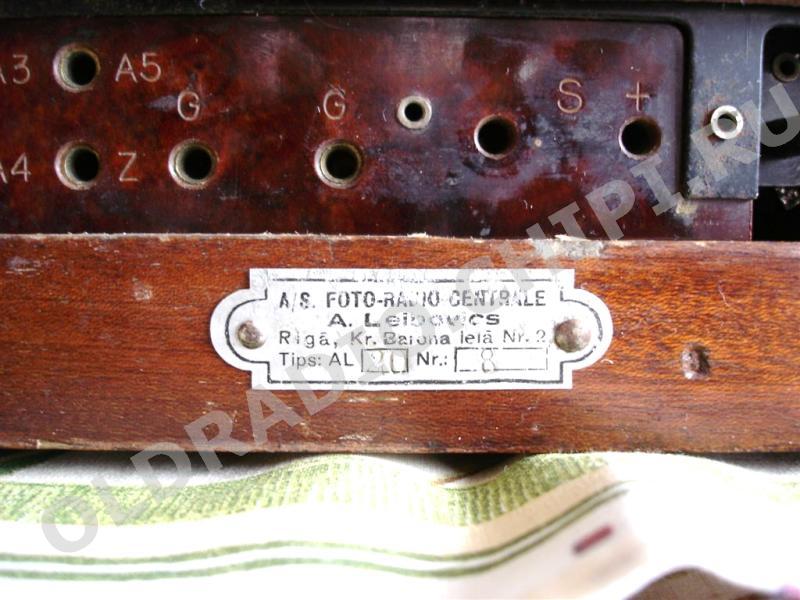 A3 A5
G G S +
A4 Z
A/S. FOTO-RADIO-CENTRALE
A. Leibovics
Rīgā, Kr. Barona ielā Nr. 2
Tips: AL 20 Nr.: 8
OLDRADIO.CHIPI.RU